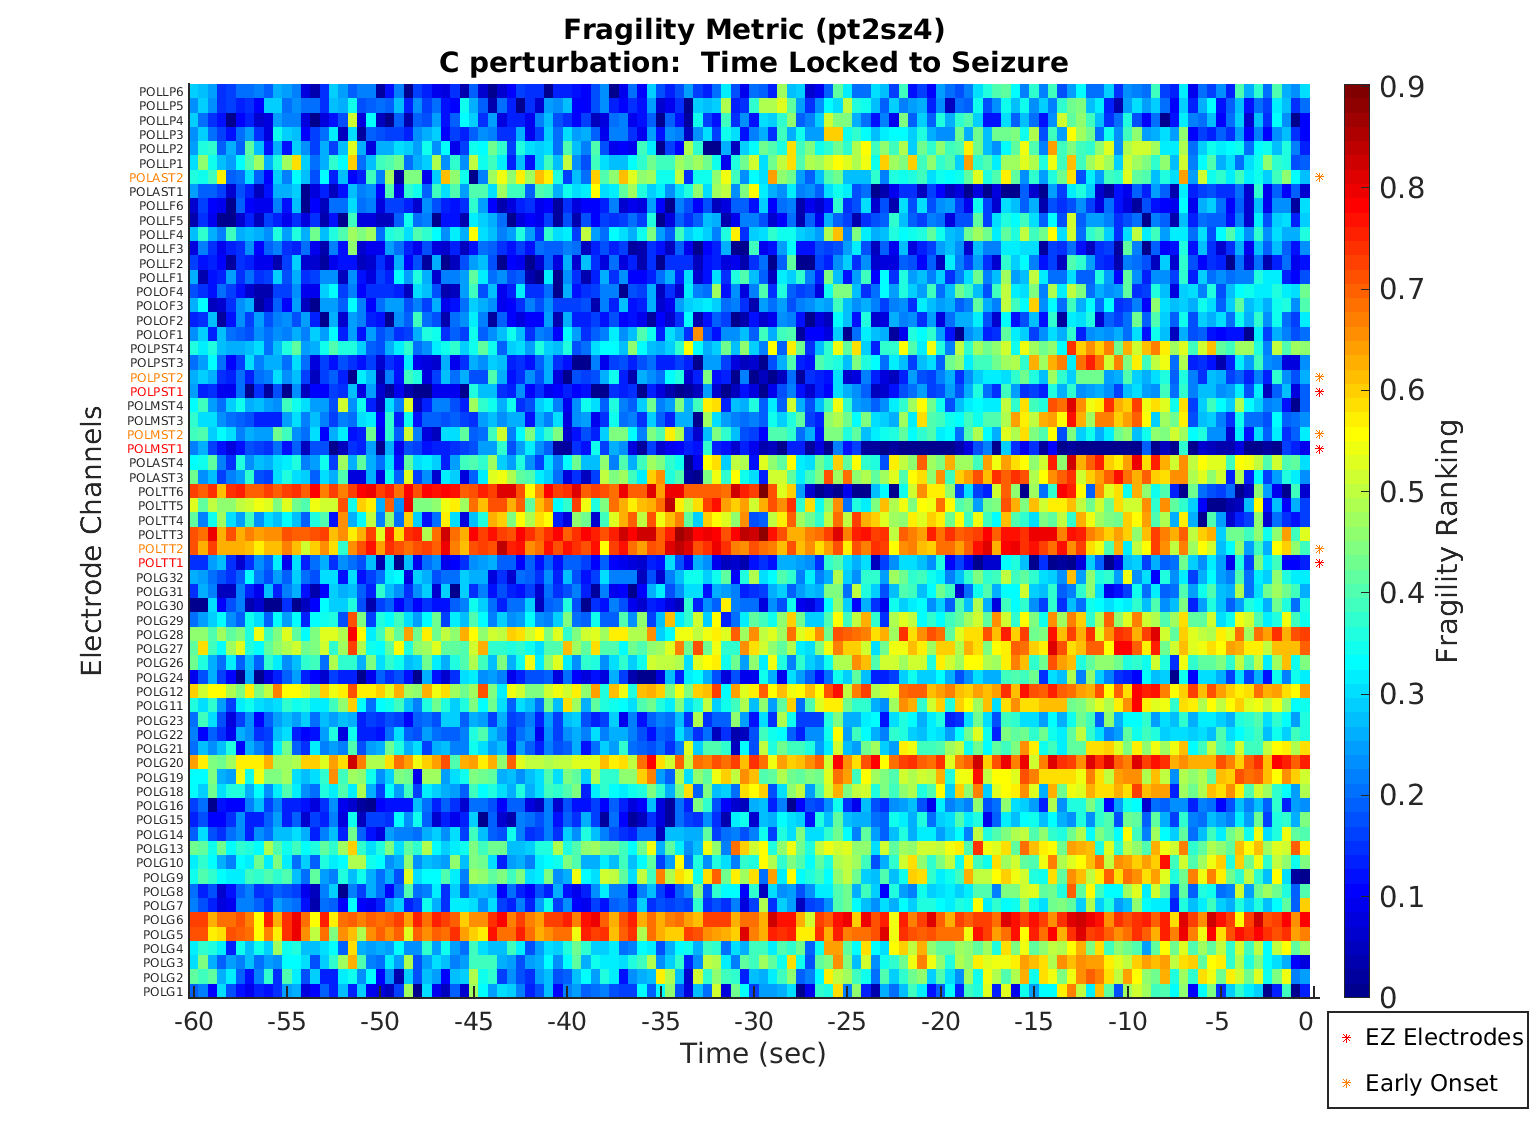 Fragility Metric (pt2sz4)
C perturbation:  Time Locked to Seizure
Electrode Channels
POLLP6
POLLP5
POLLP4
POLLP3
POLLP2
POLLP1
POLAST2
POLAST1
POLLF6
POLLF5
POLLF4
POLLF3
POLLF2
POLLF1
POLOF4
POLOF3
POLOF2
POLOF1
POLPST4
POLPST3
POLPST2
POLPST1
POLMST4
POLMST3
POLMST2
POLMST1
POLAST4
POLAST3
POLTT6
POLTT5
POLTT4
POLTT3
POLTT2
POLTT1
POLG32
POLG31
POLG30
POLG29
POLG28
POLG27
POLG26
POLG24
POLG12
POLG11
POLG23
POLG22
POLG21
POLG20
POLG19
POLG18
POLG16
POLG15
POLG14
POLG13
POLG10
POLG9
POLG8
POLG7
POLG6
POLG5
POLG4
POLG3
POLG2
POLG1
-60 -55 -50 -45 -40 -35 -30 -25 -20 -15 -10 -5 0
Time (sec)
0.9
0.8
0.7
0.6
0.5
0.4
0.3
0.2
0.1
0
Fragility Ranking
EZ Electrodes
Early Onset